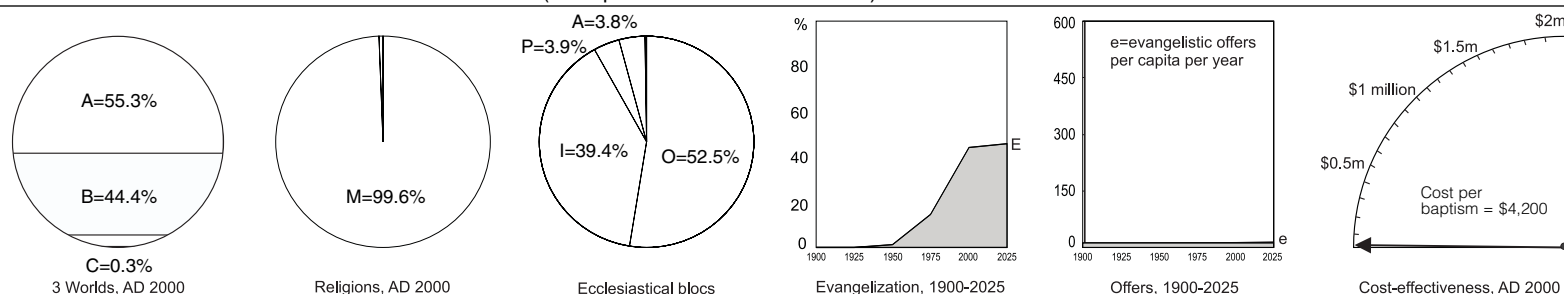 A=55.3%
B=44.4%
C=0.3%
3 Worlds, AD 2000
M=99.6%
Religions, AD 2000
A=3.8%
P=3.9%
I=39.4%
O=52.5%
Ecclesiastical blocs
%
80
60
40
20
0
E
1900 1925 1950 1975 2000 2025
Evangelization, 1900-2025
600
450
300
150
0
e=evangelistic offers
per capita per year
e
1900 1925 1950 1975 2000 2025
Offers, 1900-2025
$2m
$1.5m
$1 million
$0.5m
Cost per
baptism = $4,200
Cost-effectiveness, AD 2000